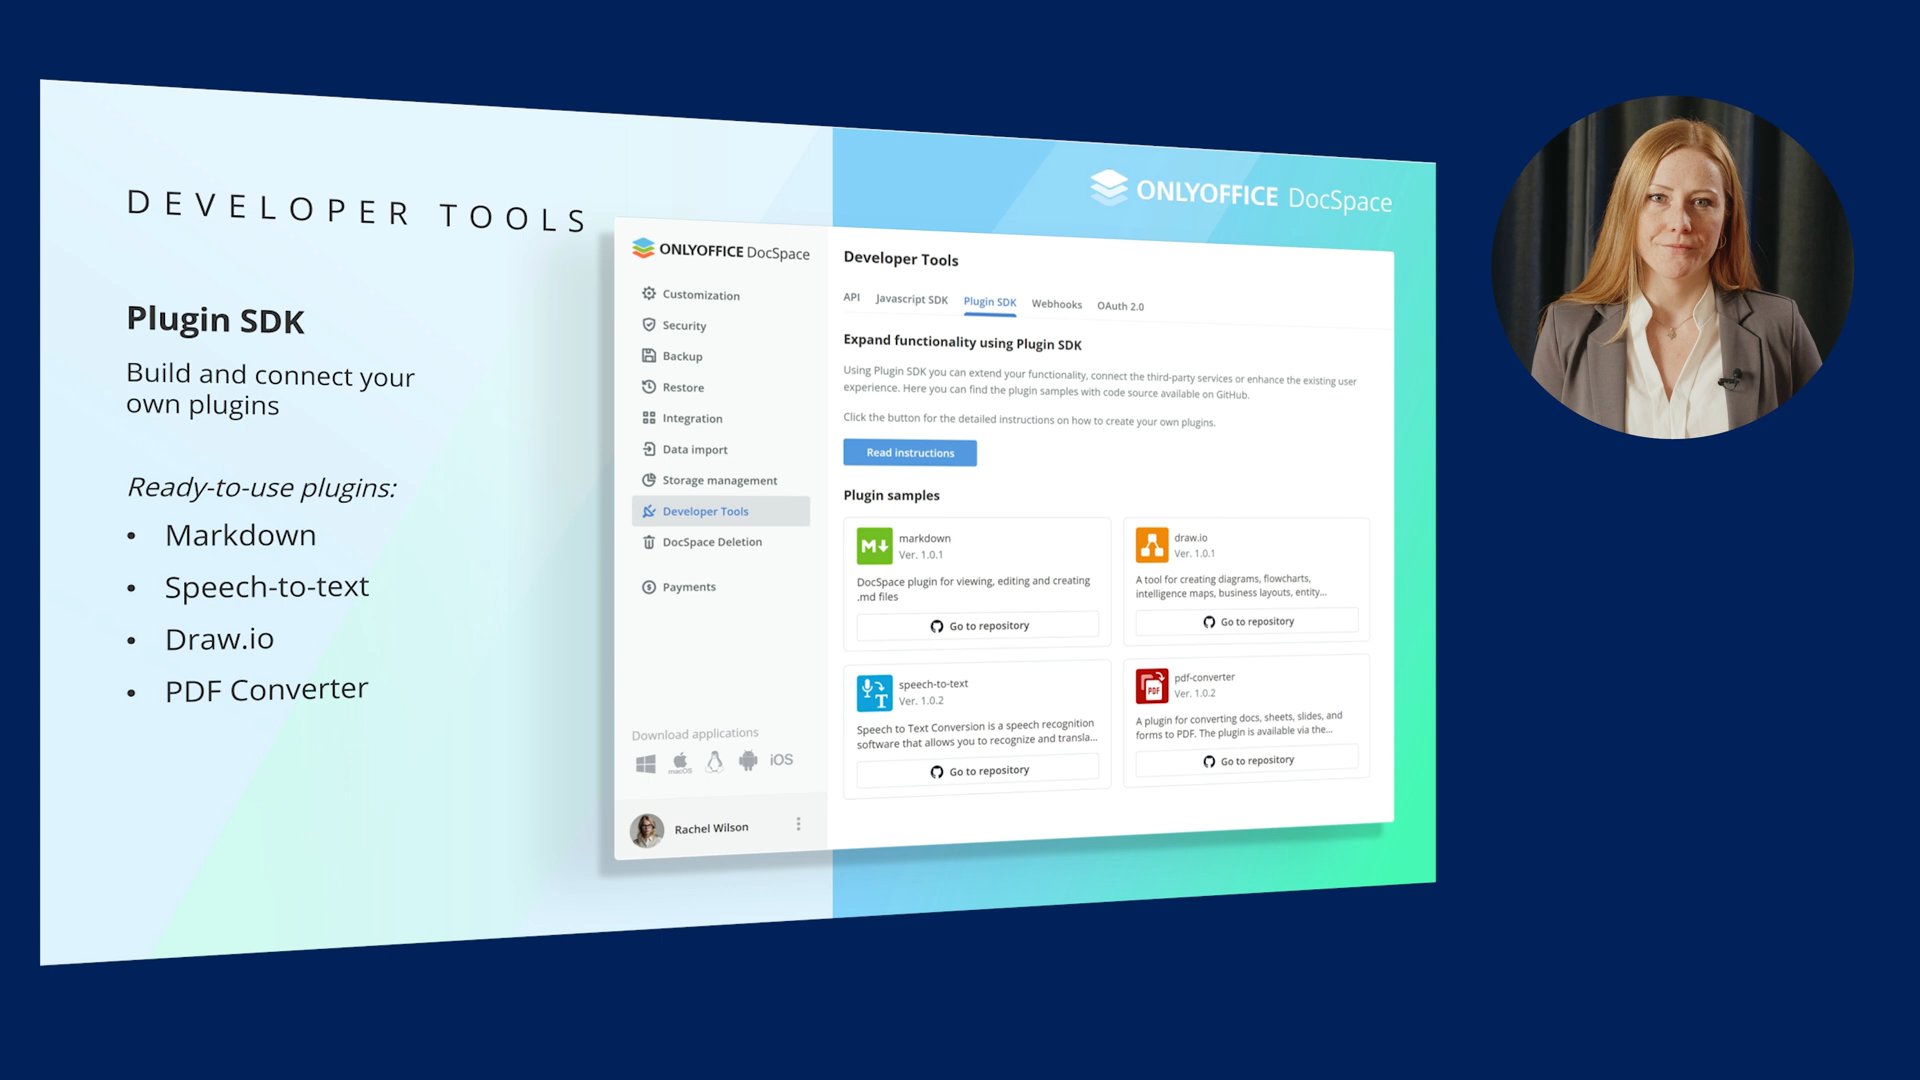 DEVELOPER TOOLS
Plugin SDK
Build and connect your
own plugins
Ready-to-use plugins:
• Markdown
• Speech-to-text
• Draw.io
• PDF Converter
ONLYOFFICE DocSpace
ONLYOFFICE DocSpace
Customization
Security
Backup
Restore
Integration
Data import
Storage management
Developer Tools
DocSpace Deletion
Payments
Download applications
macOS
iOS
Rachel Wilson
Developer Tools
API Javascript SDK Plugin SDK Webhooks OAuth 2.0
Expand functionality using Plugin SDK
Using Plugin SDK you can extend your functionality, connect the third-party services or enhance the existing user
experience. Here you can find the plugin samples with code source available on GitHub.
Click the button for the detailed instructions on how to create your own plugins.
Read instructions
Plugin samples
M
markdown
Ver. 1.0.1
DocSpace plugin for viewing, editing and creating
.md files
Go to repository
draw.io
Ver. 1.0.1
A tool for creating diagrams, flowcharts,
intelligence maps, business layouts, entity...
Go to repository
T
speech-to-text
Ver. 1.0.2
Speech to Text Conversion is a speech recognition
software that allows you to recognize and transla...
Go to repository
PDF
pdf-converter
Ver. 1.0.2
A plugin for converting docs, sheets, slides, and
forms to PDF. The plugin is available via the...
Go to repository